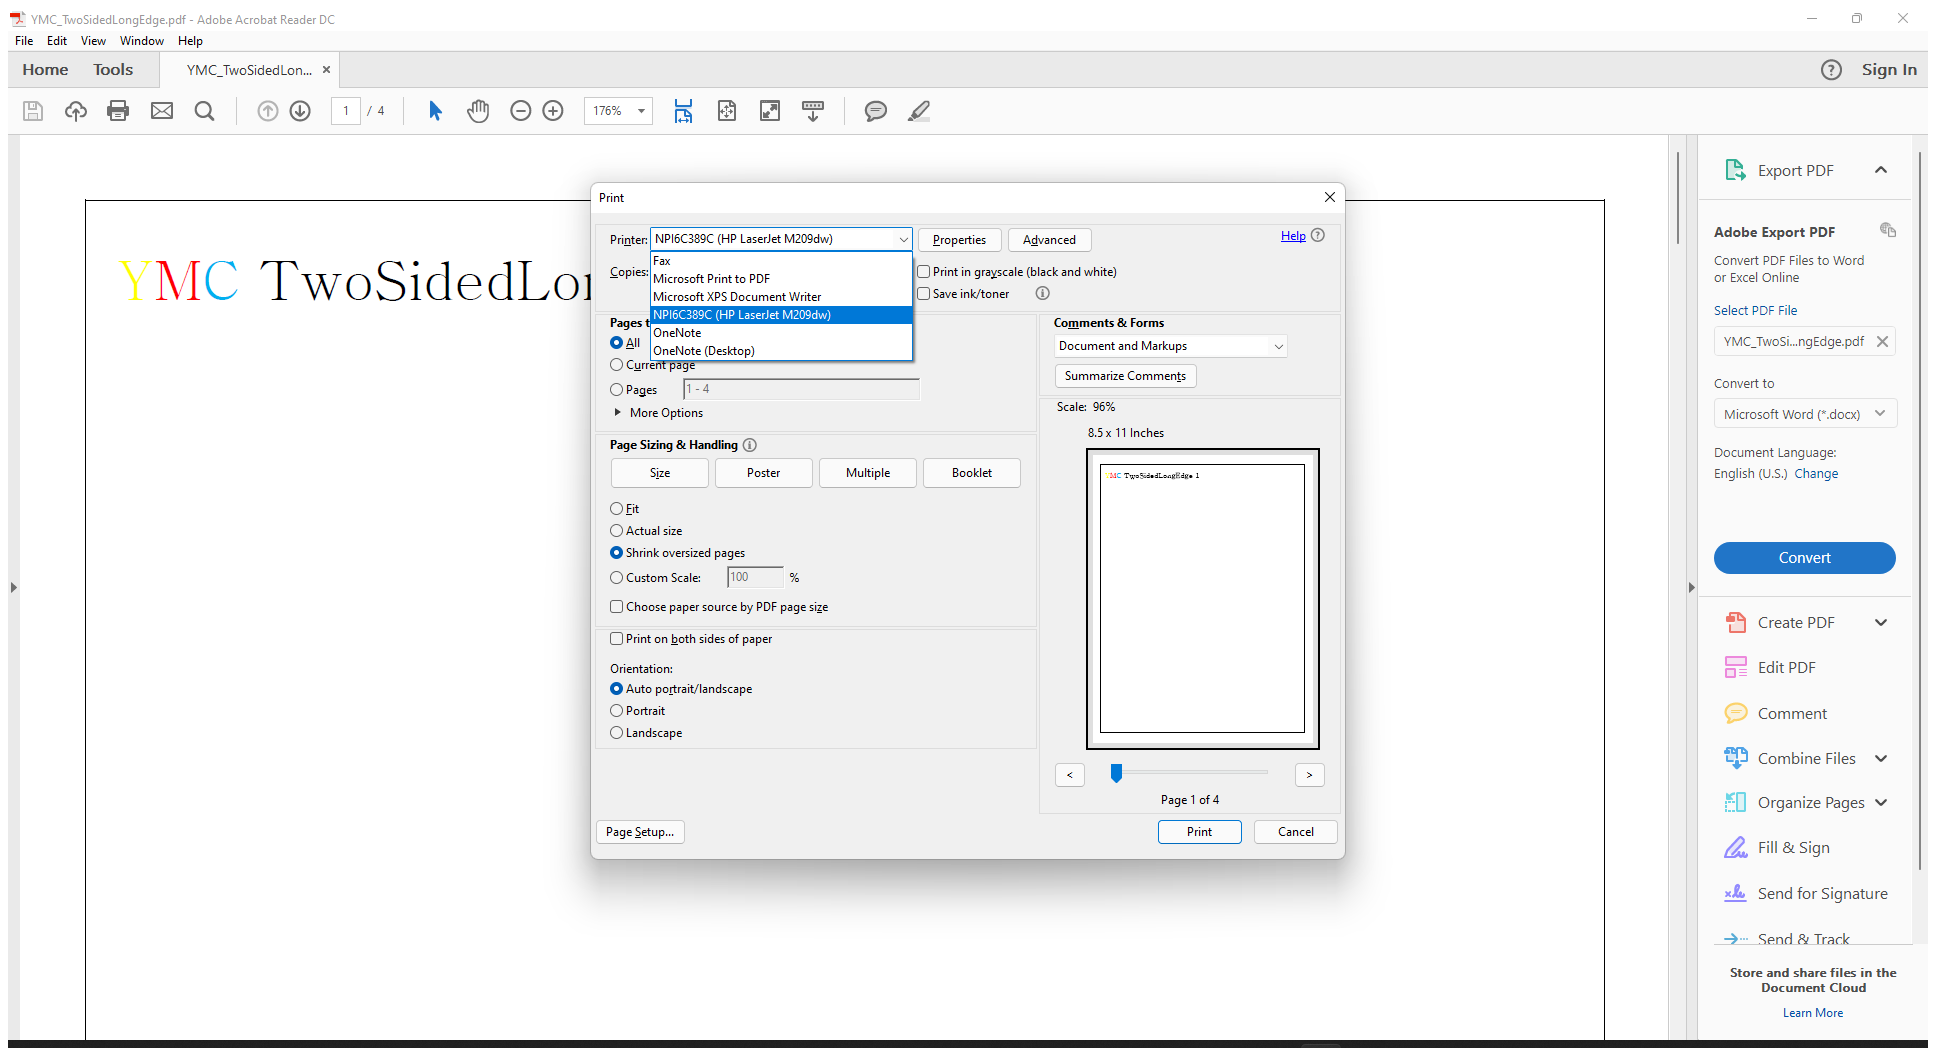 YMC_TwoSidedLongEdge.pdf - Adobe Acrobat Reader DC
File Edit View Window Help
Home Tools YMC_TwoSidedLon... Sign In
1 / 4 176%
Print
Printer: NPI6C389C (HP LaserJet M209dw) Properties Advanced Help
Fax
Microsoft Print to PDF
Microsoft XPS Document Writer
NPI6C389C (HP LaserJet M209dw)
OneNote
OneNote (Desktop)
Copies: Print in grayscale (black and white)
Save ink/toner
Pages t
All
Current page
Pages 1 - 4
More Options
Comments & Forms
Document and Markups
Summarize Comments
Page Sizing & Handling
Size Poster Multiple Booklet
Fit
Actual size
Shrink oversized pages
Custom Scale: 100 %
Choose paper source by PDF page size
Print on both sides of paper
Orientation:
Auto portrait/landscape
Portrait
Landscape
Scale: 96%
8.5 x 11 Inches
YMC TwoSidedLongEdge 1
< >
Page 1 of 4
Page Setup... Print Cancel
YMC TwoSidedLon
Export PDF
Adobe Export PDF
Convert PDF Files to Word
or Excel Online
Select PDF File
YMC_TwoSi...ngEdge.pdf
Convert to
Microsoft Word (*.docx)
Document Language:
English (U.S.) Change
Convert
Create PDF
Edit PDF
Comment
Combine Files
Organize Pages
Fill & Sign
Send for Signature
Send & Track
Store and share files in the
Document Cloud
Learn More